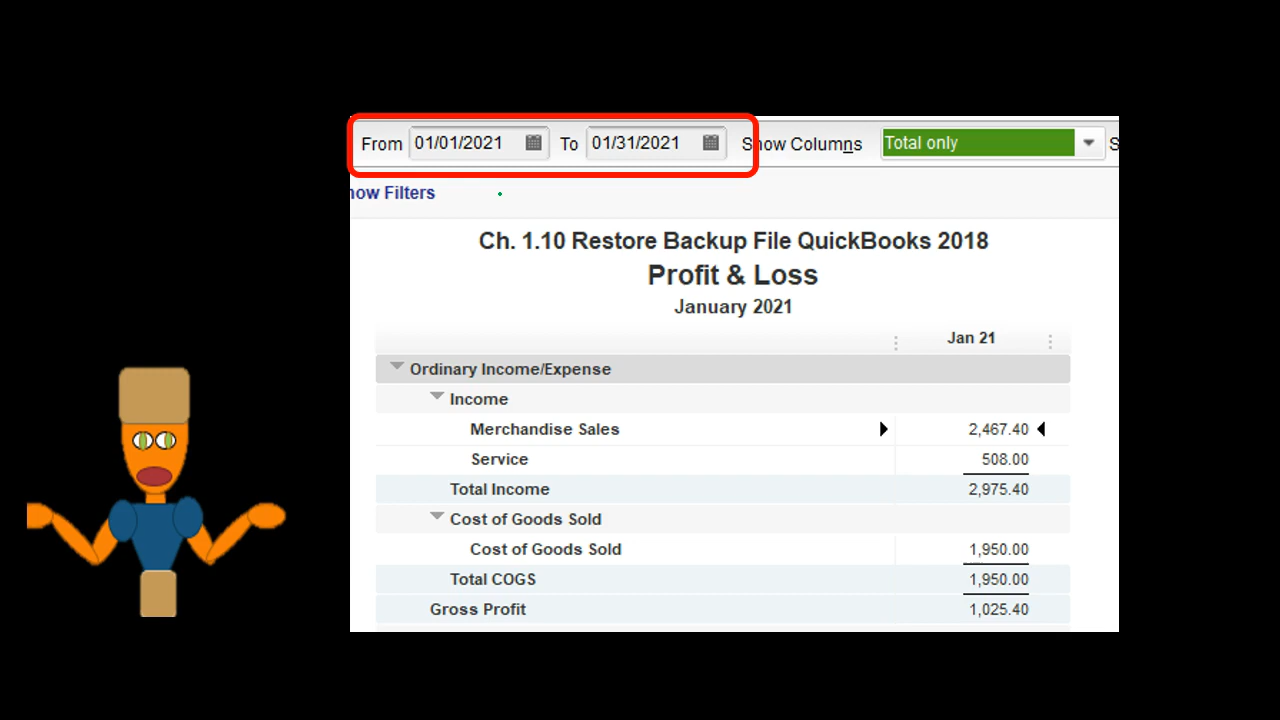 From 01/01/2021 To 01/31/2021 Show Columns Total only S
how Filters
Ch. 1.10 Restore Backup File QuickBooks 2018
Profit & Loss
January 2021
Jan 21
Ordinary Income/Expense
Income
Merchandise Sales 2,467.40
Service 508.00
Total Income 2,975.40
Cost of Goods Sold
Cost of Goods Sold 1,950.00
Total COGS 1,950.00
Gross Profit 1,025.40